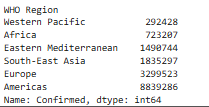 WHO Region
Western Pacific 292428
Africa 723207
Eastern Mediterranean 1490744
South-East Asia 1835297
Europe 3299523
Americas 8839286
Name: Confirmed, dtype: int64